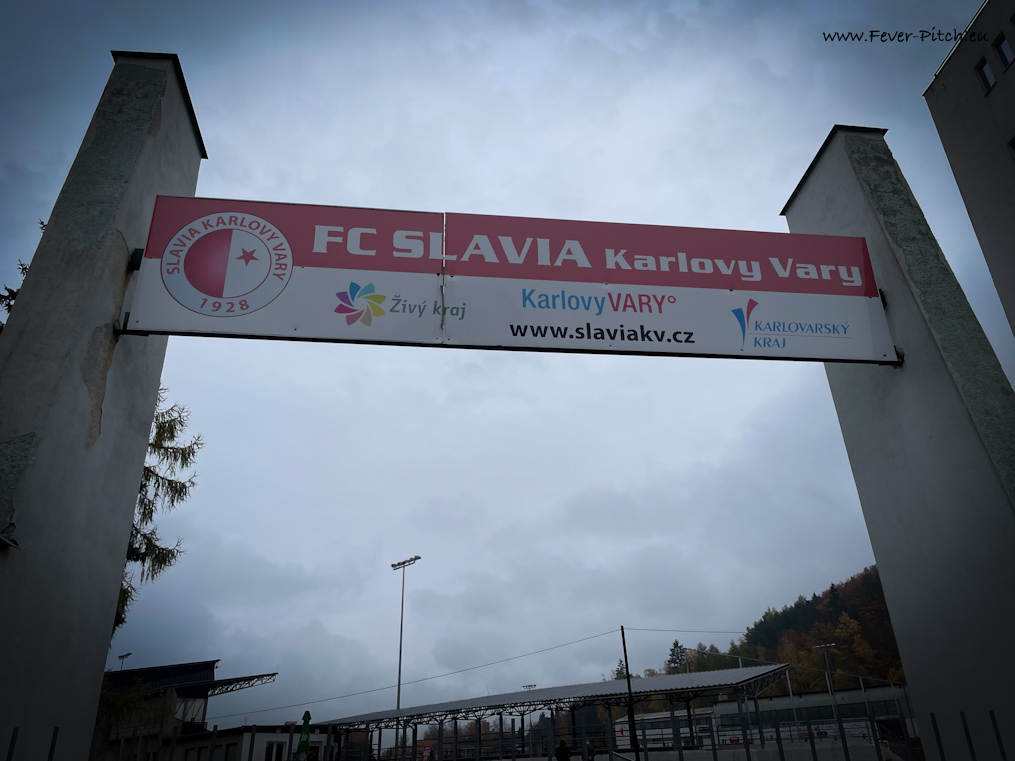 www.Fever-Pitch.eu
SLAVIA KARLOVY VARY
1928
FC SLAVIA Karlovy Vary
Živý kraj
KarlovyVARY°
www.slaviakv.cz
KARLOVARSKÝ
KRAJ